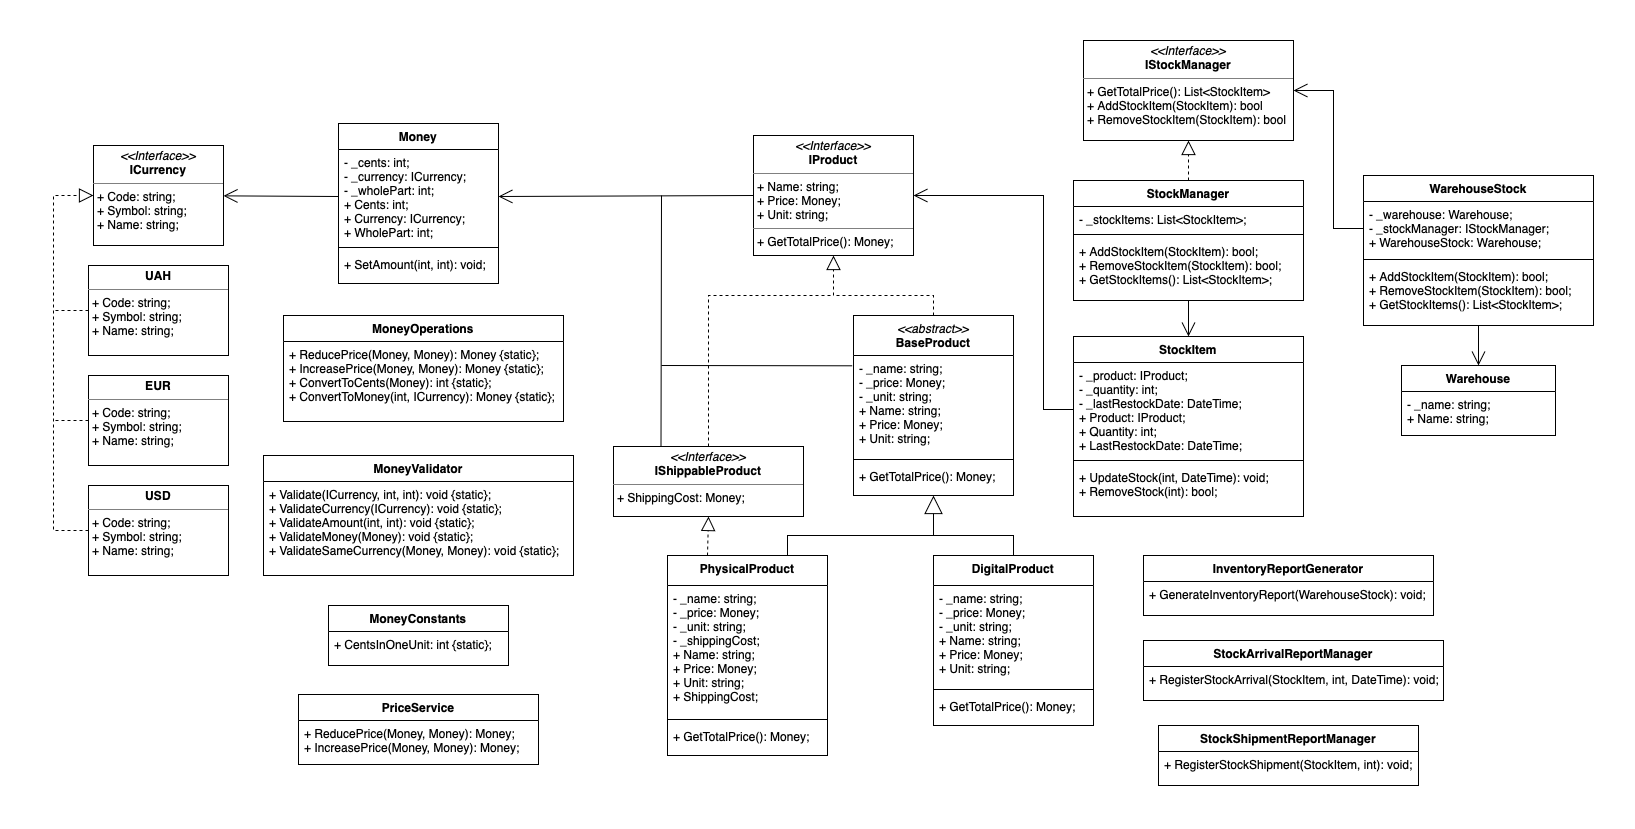 <<Interface>>
ICurrency
+ Code: string;
+ Symbol: string;
+ Name: string;
UAH
+ Code: string;
+ Symbol: string;
+ Name: string;
EUR
+ Code: string;
+ Symbol: string;
+ Name: string;
USD
+ Code: string;
+ Symbol: string;
+ Name: string;
Money
- _cents: int;
- _currency: ICurrency;
- _wholePart: int;
+ Cents: int;
+ Currency: ICurrency;
+ WholePart: int;
+ SetAmount(int, int): void;
MoneyOperations
+ ReducePrice(Money, Money): Money {static};
+ IncreasePrice(Money, Money): Money {static};
+ ConvertToCents(Money): int {static};
+ ConvertToMoney(int, ICurrency): Money {static};
MoneyValidator
+ Validate(ICurrency, int, int): void {static};
+ ValidateCurrency(ICurrency): void {static};
+ ValidateAmount(int, int): void {static};
+ ValidateMoney(Money): void {static};
+ ValidateSameCurrency(Money, Money): void {static};
MoneyConstants
+ CentsInOneUnit: int {static};
PriceService
+ ReducePrice(Money, Money): Money;
+ IncreasePrice(Money, Money): Money;
<<Interface>>
IProduct
+ Name: string;
+ Price: Money;
+ Unit: string;
+ GetTotalPrice(): Money;
<<abstract>>
BaseProduct
- _name: string;
- _price: Money;
- _unit: string;
+ Name: string;
+ Price: Money;
+ Unit: string;
+ GetTotalPrice(): Money;
<<Interface>>
IShippableProduct
+ ShippingCost: Money;
PhysicalProduct
- _name: string;
- _price: Money;
- _unit: string;
- _shippingCost;
+ Name: string;
+ Price: Money;
+ Unit: string;
+ ShippingCost;
+ GetTotalPrice(): Money;
DigitalProduct
- _name: string;
- _price: Money;
- _unit: string;
+ Name: string;
+ Price: Money;
+ Unit: string;
+ GetTotalPrice(): Money;
<<Interface>>
IStockManager
+ GetTotalPrice(): List<StockItem>
+ AddStockItem(StockItem): bool
+ RemoveStockItem(StockItem): bool
StockManager
- _stockItems: List<StockItem>;
+ AddStockItem(StockItem): bool;
+ RemoveStockItem(StockItem): bool;
+ GetStockItems(): List<StockItem>;
StockItem
- _product: IProduct;
- _quantity: int;
- _lastRestockDate: DateTime;
+ Product: IProduct;
+ Quantity: int;
+ LastRestockDate: DateTime;
+ UpdateStock(int, DateTime): void;
+ RemoveStock(int): bool;
WarehouseStock
- _warehouse: Warehouse;
- _stockManager: IStockManager;
+ WarehouseStock: Warehouse;
+ AddStockItem(StockItem): bool;
+ RemoveStockItem(StockItem): bool;
+ GetStockItems(): List<StockItem>;
Warehouse
- _name: string;
+ Name: string;
InventoryReportGenerator
+ GenerateInventoryReport(WarehouseStock): void;
StockArrivalReportManager
+ RegisterStockArrival(StockItem, int, DateTime): void;
StockShipmentReportManager
+ RegisterStockShipment(StockItem, int): void;